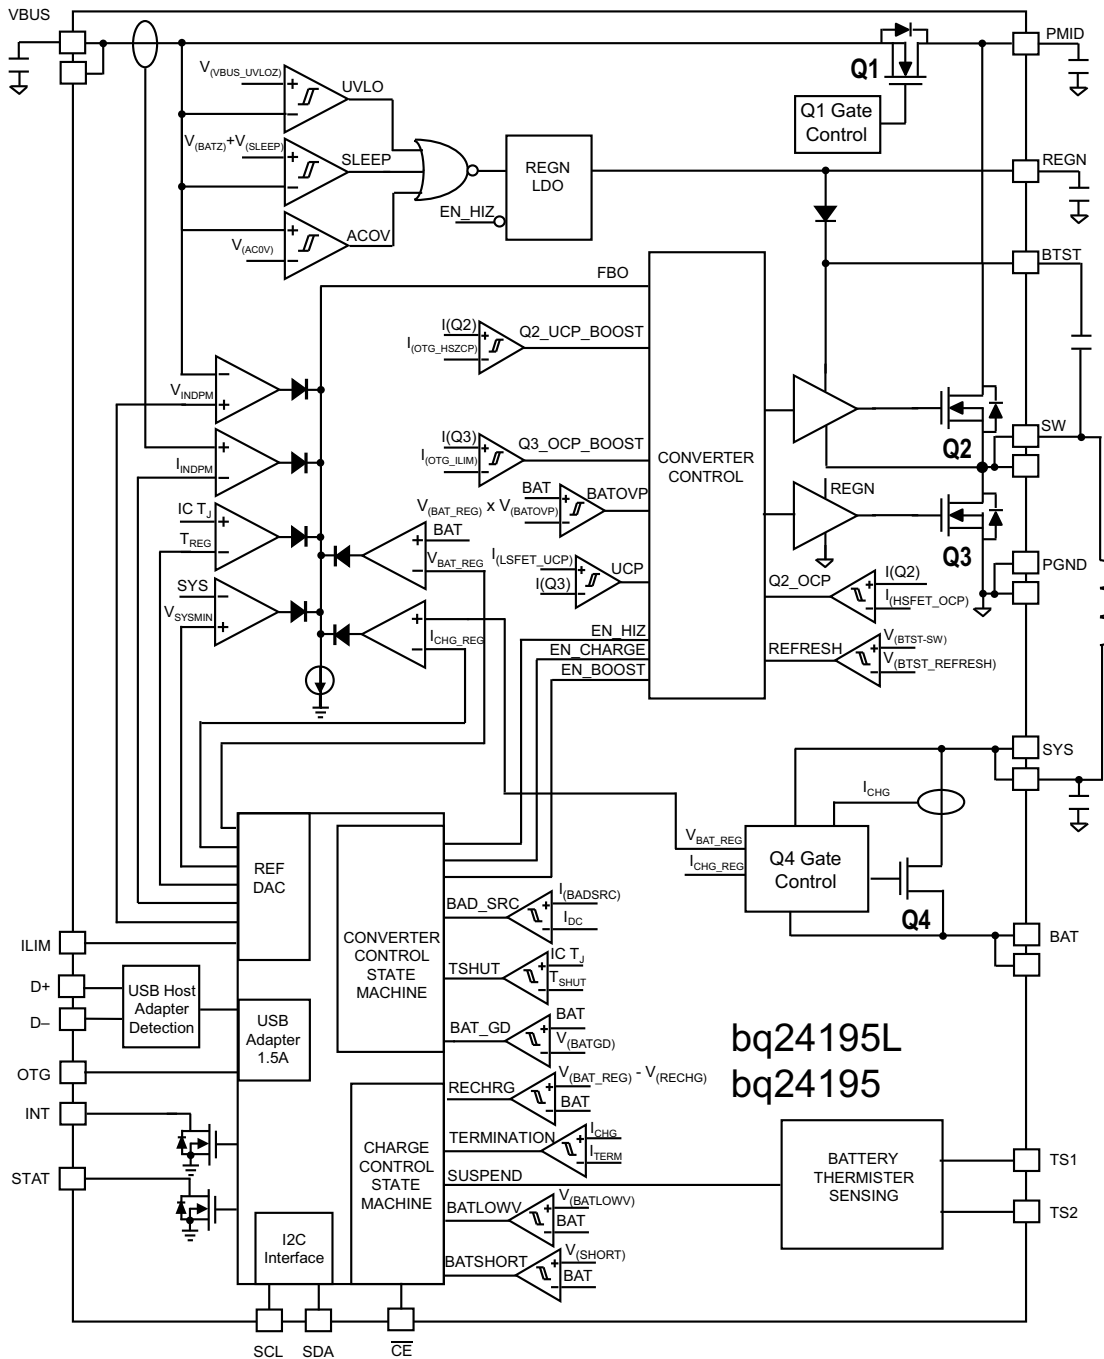 VBUS
PMID
Q1
Q1 Gate
Control
V(VBUS_UVLOZ)
+
−
UVLO
V(BATZ)+V(SLEEP)
+
−
SLEEP
REGN
LDO
REGN
EN_HIZ
+
−
ACOV
V(AC0V)
BTST
FBO
I(Q2)
I(OTG_HSZCP)
+
−
Q2_UCP_BOOST
VINDPM
−
+
I(Q3)
I(OTG_ILIM)
+
−
Q3_OCP_BOOST
CONVERTER
CONTROL
Q2
SW
IINDPM
+
−
BAT
V(BAT_REG) x V(BATOVP)
+
−
BATOVP
REGN
IC TJ
TREG
+
−
+
−
BAT
VBAT_REG
Q3
PGND
I(LSFET_UCP)
I(Q3)
+
−
UCP
Q2_OCP
+
−
I(Q2)
I(HSFET_OCP)
SYS
VSYSMIN
−
+
+
−
ICHG_REG
EN_HIZ
EN_CHARGE
EN_BOOST
REFRESH
+
−
V(BTST-SW)
V(BTST_REFRESH)
SYS
ICHG
VBAT_REG
ICHG_REG
Q4 Gate
Control
Q4
BAT
REF
DAC
CONVERTER
CONTROL
STATE
MACHINE
BAD_SRC
+
−
I(BADSRC)
IDC
TSHUT
+
−
IC TJ
TSHUT
BAT_GD
+
−
BAT
V(BATGD)
ILIM
D+
D–
USB Host
Adapter
Detection
USB
Adapter
1.5A
OTG
INT
STAT
bq24195L
bq24195
RECHRG
+
−
V(BAT_REG) - V(RECHG)
BAT
CHARGE
CONTROL
STATE
MACHINE
TERMINATION
+
−
ICHG
ITERM
SUSPEND
BATTERY
THERMISTER
SENSING
TS1
TS2
BATLOWV
+
−
V(BATLOWV)
BAT
BATSHORT
+
−
V(SHORT)
BAT
I2C
Interface
SCL
SDA
CE